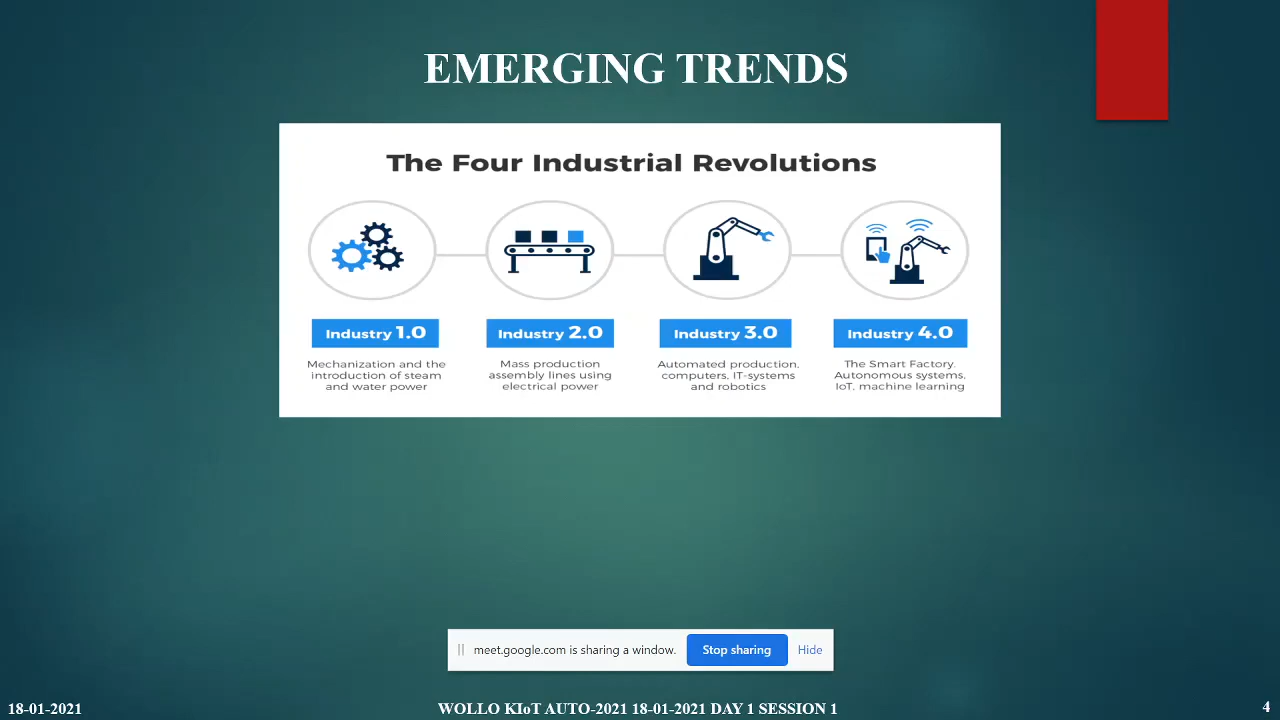 EMERGING TRENDS
The Four Industrial Revolutions
Industry 1.0
Mechanization and the
introduction of steam
and water power
Industry 2.0
Mass production
assembly lines using
electrical power
Industry 3.0
Automated production,
computers, IT-systems
and robotics
Industry 4.0
The Smart Factory.
Autonomous systems,
IoT, machine learning
meet.google.com is sharing a window.
Stop sharing
Hide
18-01-2021
WOLLO KIoT AUTO-2021 18-01-2021 DAY 1 SESSION 1
4